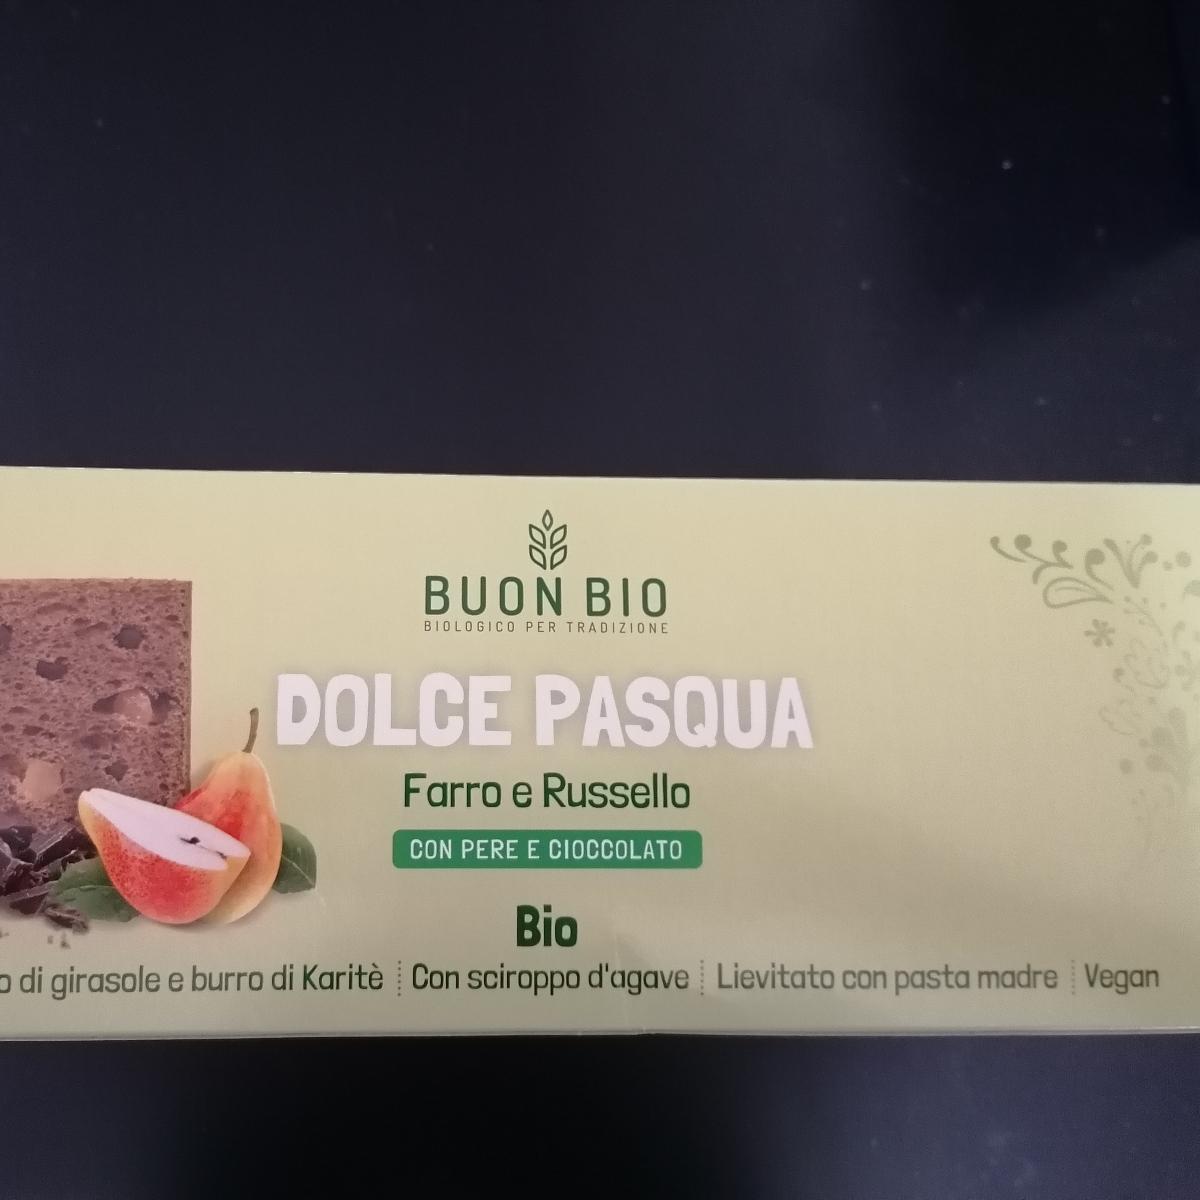 BUON BIO
BIOLOGICO PER TRADIZIONE
DOLCE PASQUA
Farro e Russello
CON PERE E CIOCCOLATO
Bio
di girasole e burro di Karitè Con sciroppo d'agave Lievitato con pasta madre Vegan